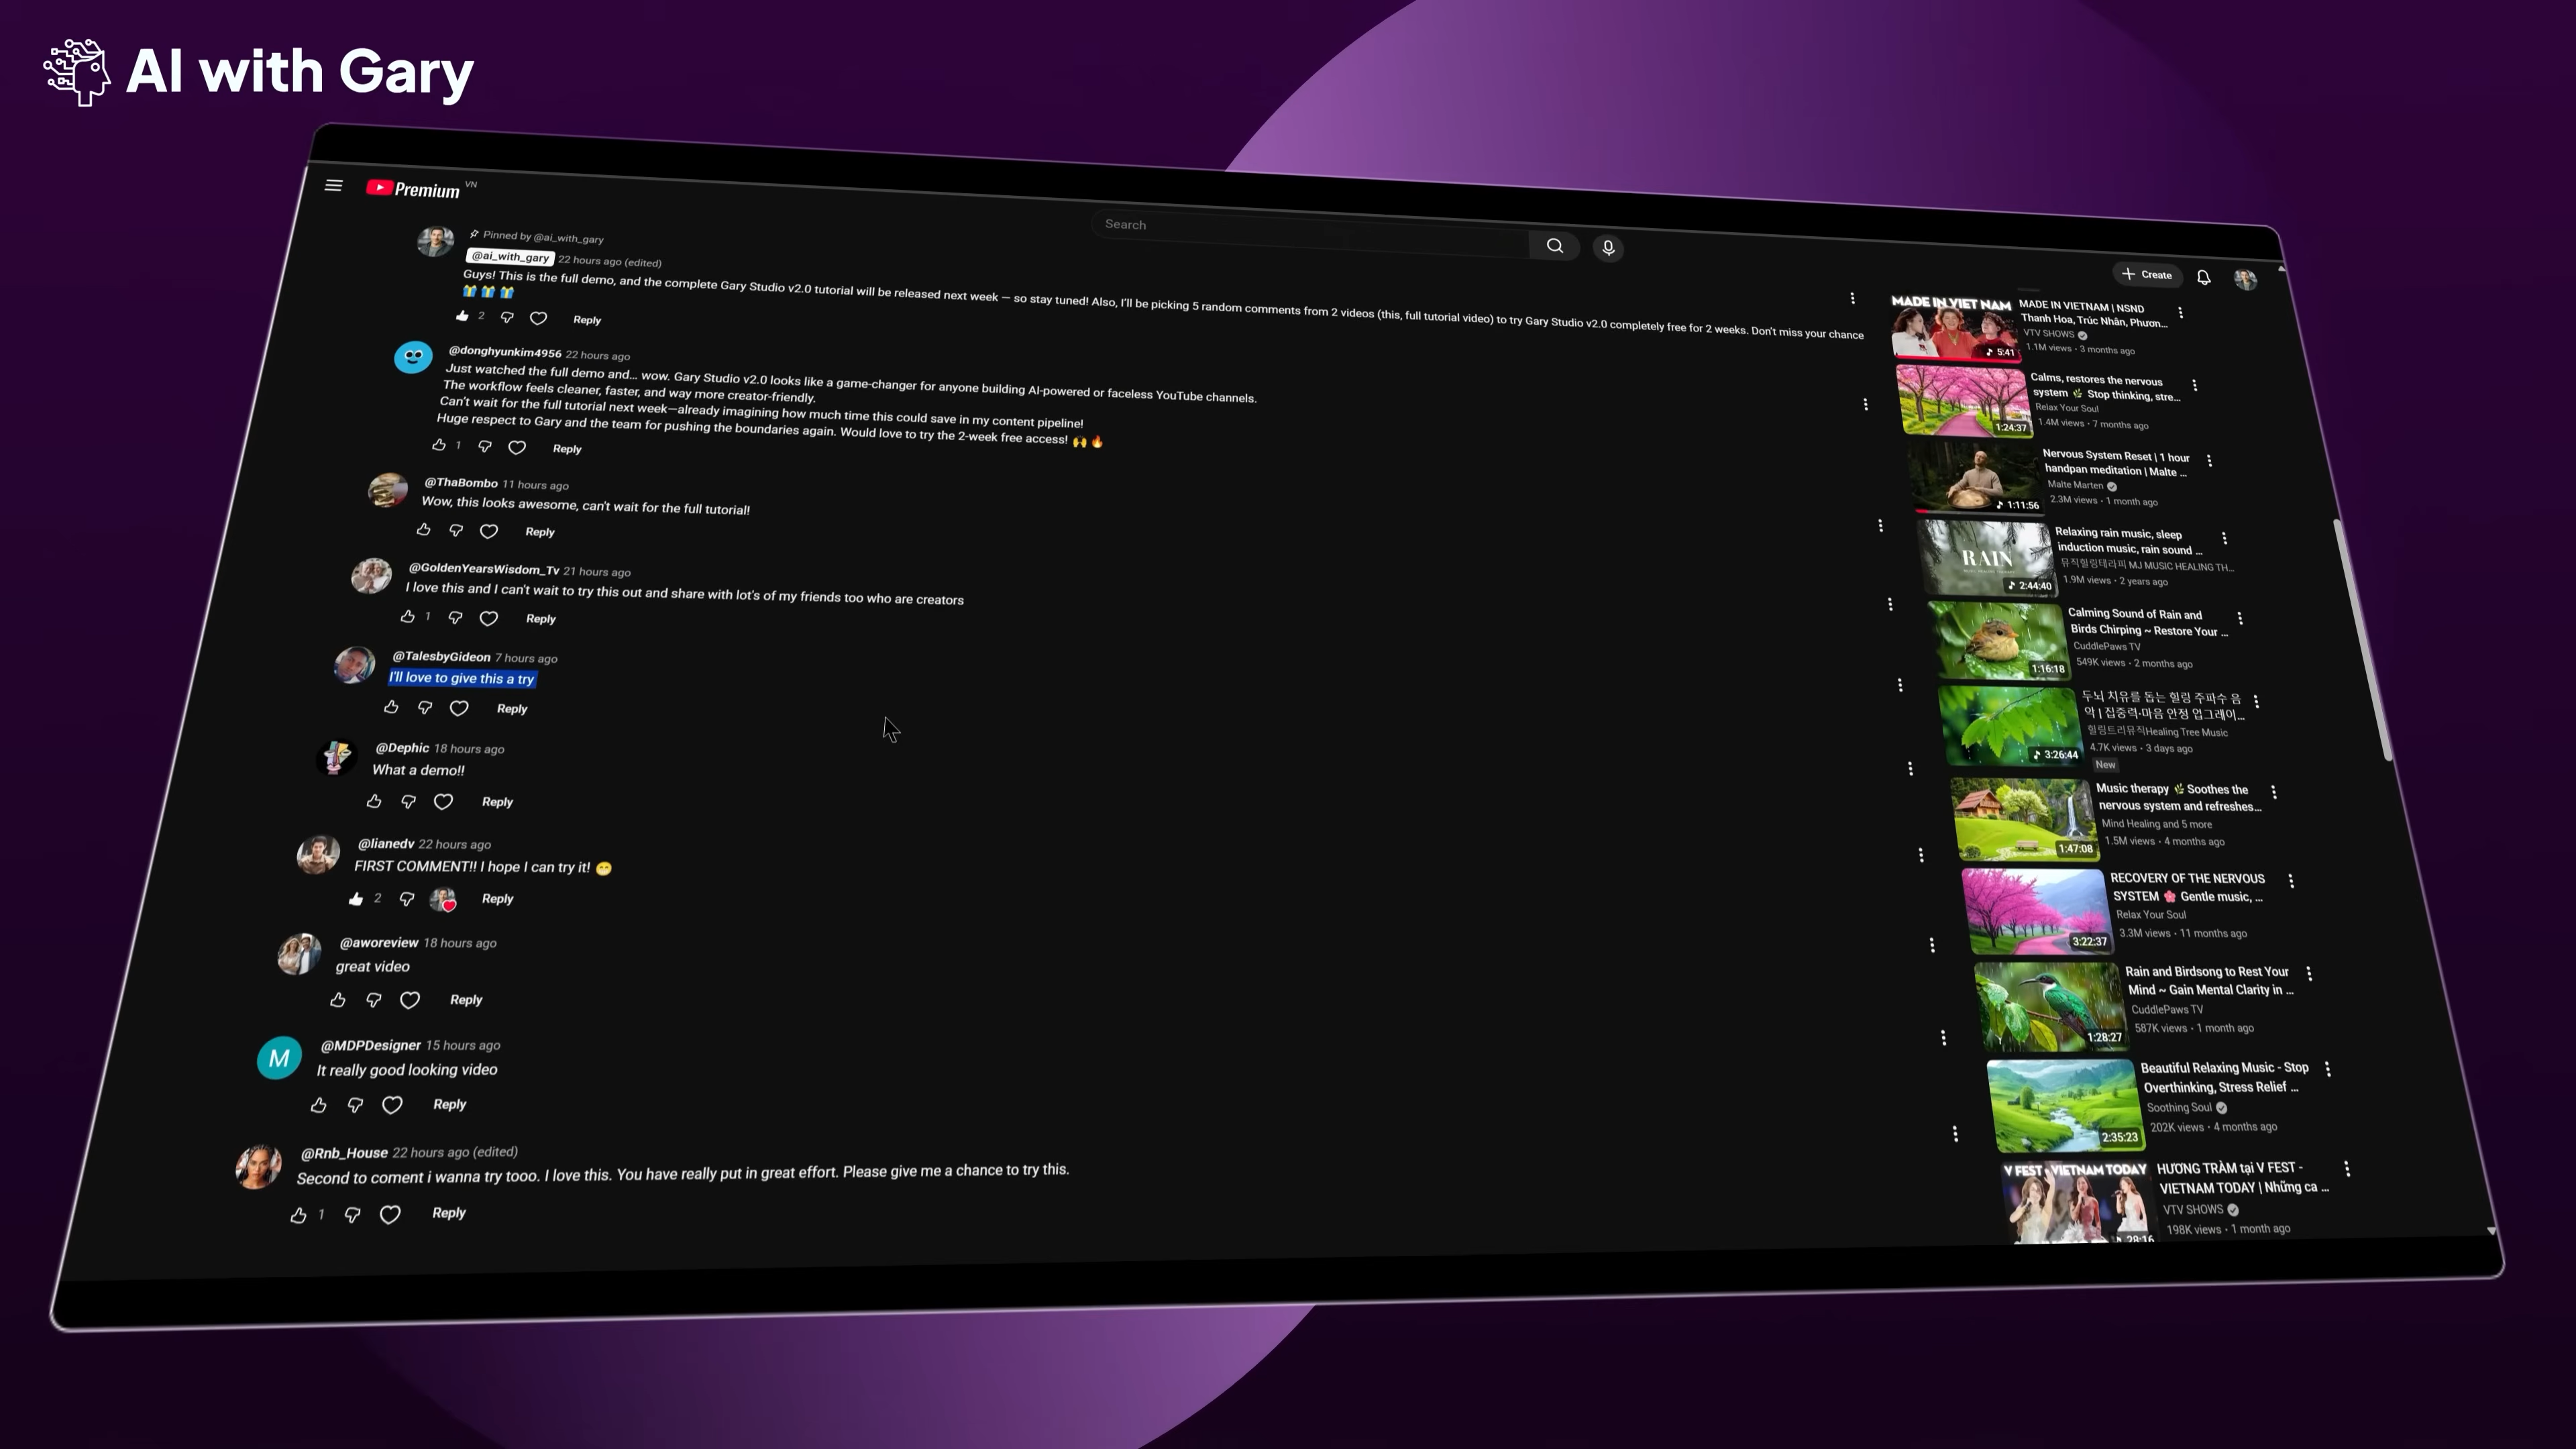 AI with Gary
Premium VN
Search
Create
Pinned by @ai_with_gary
@ai_with_gary 22 hours ago (edited)
Guys! This is the full demo, and the complete Gary Studio v2.0 tutorial will be released next week — so stay tuned! Also, I'll be picking 5 random comments from 2 videos (this, full tutorial video) to try Gary Studio v2.0 completely free for 2 weeks. Don't miss your chance
🎁 🎁 🎁
2 Reply
@donghyunkim4956 22 hours ago
Just watched the full demo and... wow. Gary Studio v2.0 looks like a game-changer for anyone building AI-powered or faceless YouTube channels.
The workflow feels cleaner, faster, and way more creator-friendly.
Can't wait for the full tutorial next week—already imagining how much time this could save in my content pipeline!
Huge respect to Gary and the team for pushing the boundaries again. Would love to try the 2-week free access! 🙌 🔥
1 Reply
@ThaBombo 11 hours ago
Wow, this looks awesome, can't wait for the full tutorial!
Reply
@GoldenYearsWisdom_Tv 21 hours ago
I love this and I can't wait to try this out and share with lot's of my friends too who are creators
1 Reply
@TalesbyGideon 7 hours ago
I'll love to give this a try
Reply
@Dephic 18 hours ago
What a demo!!
Reply
@lianedv 22 hours ago
FIRST COMMENT!! I hope I can try it! 😁
2 Reply
@aworeview 18 hours ago
great video
Reply
M
@MDPDesigner 15 hours ago
It really good looking video
Reply
@Rnb_House 22 hours ago (edited)
Second to coment i wanna try tooo. I love this. You have really put in great effort. Please give me a chance to try this.
1 Reply
MADE IN VIET NAM
5:41
MADE IN VIETNAM | NSND
Thanh Hoa, Trúc Nhân, Phươn...
VTV SHOWS
1.1M views • 3 months ago
1:24:37
Calms, restores the nervous
system 🌿 Stop thinking, stre...
Relax Your Soul
1.4M views • 7 months ago
1:11:56
Nervous System Reset | 1 hour
handpan meditation | Malte ...
Malte Marten
2.3M views • 1 month ago
RAIN
2:44:40
Relaxing rain music, sleep
induction music, rain sound ...
뮤직힐링테라피 MJ MUSIC HEALING TH...
1.9M views • 2 years ago
1:16:18
Calming Sound of Rain and
Birds Chirping ~ Restore Your ...
CuddlePaws TV
549K views • 2 months ago
3:26:44
두뇌 치유를 돕는 힐링 주파수 음
악 | 집중력·마음 안정 업그레이...
힐링트리뮤직Healing Tree Music
4.7K views • 3 days ago
New
1:47:08
Music therapy 🌿 Soothes the
nervous system and refreshes...
Mind Healing and 5 more
1.5M views • 4 months ago
3:22:37
RECOVERY OF THE NERVOUS
SYSTEM 🌸 Gentle music, ...
Relax Your Soul
3.3M views • 11 months ago
1:28:27
Rain and Birdsong to Rest Your
Mind ~ Gain Mental Clarity in ...
CuddlePaws TV
587K views • 1 month ago
2:35:23
Beautiful Relaxing Music - Stop
Overthinking, Stress Relief ...
Soothing Soul
202K views • 4 months ago
V FEST - VIETNAM TODAY
28:16
HƯƠNG TRÀM tại V FEST -
VIETNAM TODAY | Những ca ...
VTV SHOWS
198K views • 1 month ago